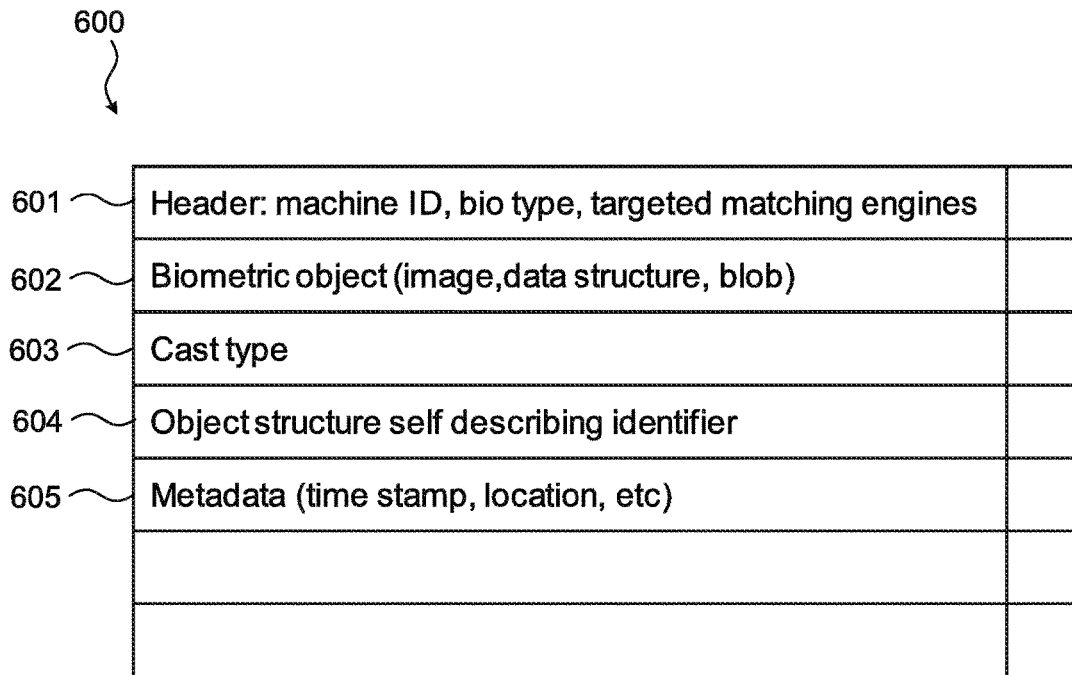 600
601 Header: machine ID, bio type, targeted matching engines
602 Biometric object (image,data structure, blob)
603 Cast type
604 Object structure self describing identifier
605 Metadata (time stamp, location, etc)